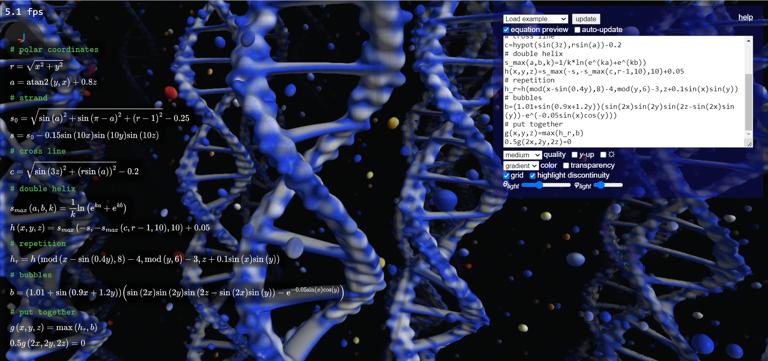 5.1 fps
# polar coordinates
r = √(x² + y²)
a = atan2 (y, x) + 0.8z
# strand
s₀ = √(sin (a)² + sin (π − a)² + (r − 1)²) − 0.25
s = s₀ − 0.15sin (10x) sin (10y) sin (10z)
# cross line
c = √(sin (3z)² + (rsin (a))²) − 0.2
# double helix
s_max (a, b, k) = 1/k ln (e^(ka) + e^(kb))
h (x, y, z) = s_max (−s, −s_max (c, r − 1, 10) , 10) + 0.05
# repetition
h_r = h (mod (x − sin (0.4y) , 8) − 4, mod (y, 6) − 3, z + 0.1sin (x) sin (y))
# bubbles
b = (1.01 + sin (0.9x + 1.2y)) (sin (2x) sin (2y) sin (2z − sin (2x) sin (y)) − e^(−0.05sin(x)cos(y)))
# put together
g (x, y, z) = max (h_r, b)
0.5g (2x, 2y, 2z) = 0
Load example...
update
help
equation preview
auto-update
# cross line
c=hypot(sin(3z),rsin(a))-0.2
# double helix
s_max(a,b,k)=1/k*ln(e^(ka)+e^(kb))
h(x,y,z)=s_max(-s,-s_max(c,r-1,10),10)+0.05
# repetition
h_r=h(mod(x-sin(0.4y),8)-4,mod(y,6)-3,z+0.1sin(x)sin(y))
# bubbles
b=(1.01+sin(0.9x+1.2y))(sin(2x)sin(2y)sin(2z-sin(2x)sin
(y))-e^(-0.05sin(x)cos(y)))
# put together
g(x,y,z)=max(h_r,b)
0.5g(2x,2y,2z)=0
medium quality y-up
gradient color transparency
grid highlight discontinuity
θlight φlight